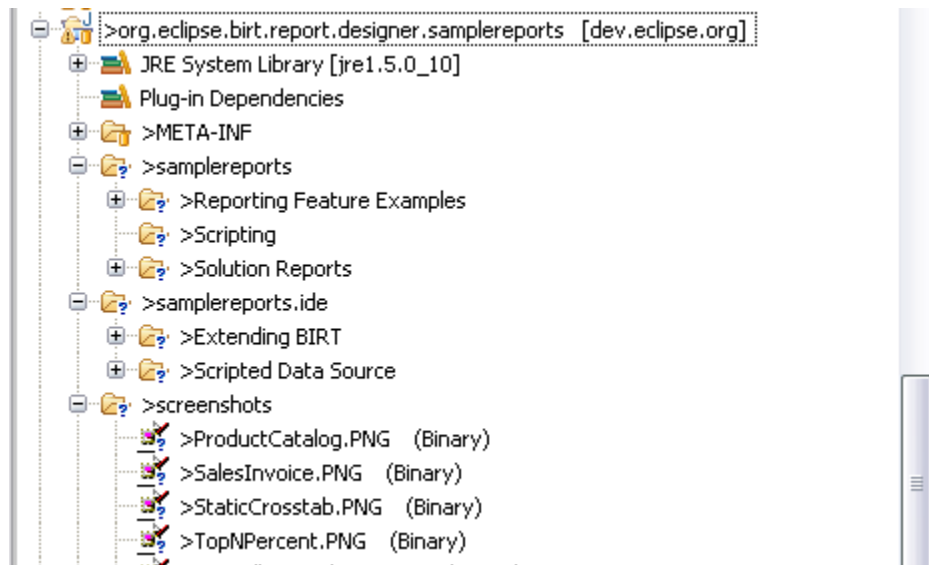 >org.eclipse.birt.report.designer.samplereports [dev.eclipse.org]
JRE System Library [jre1.5.0_10]
Plug-in Dependencies
>META-INF
>samplereports
>Reporting Feature Examples
>Scripting
>Solution Reports
>samplereports.ide
>Extending BIRT
>Scripted Data Source
>screenshots
>ProductCatalog.PNG (Binary)
>SalesInvoice.PNG (Binary)
>StaticCrosstab.PNG (Binary)
>TopNPercent.PNG (Binary)